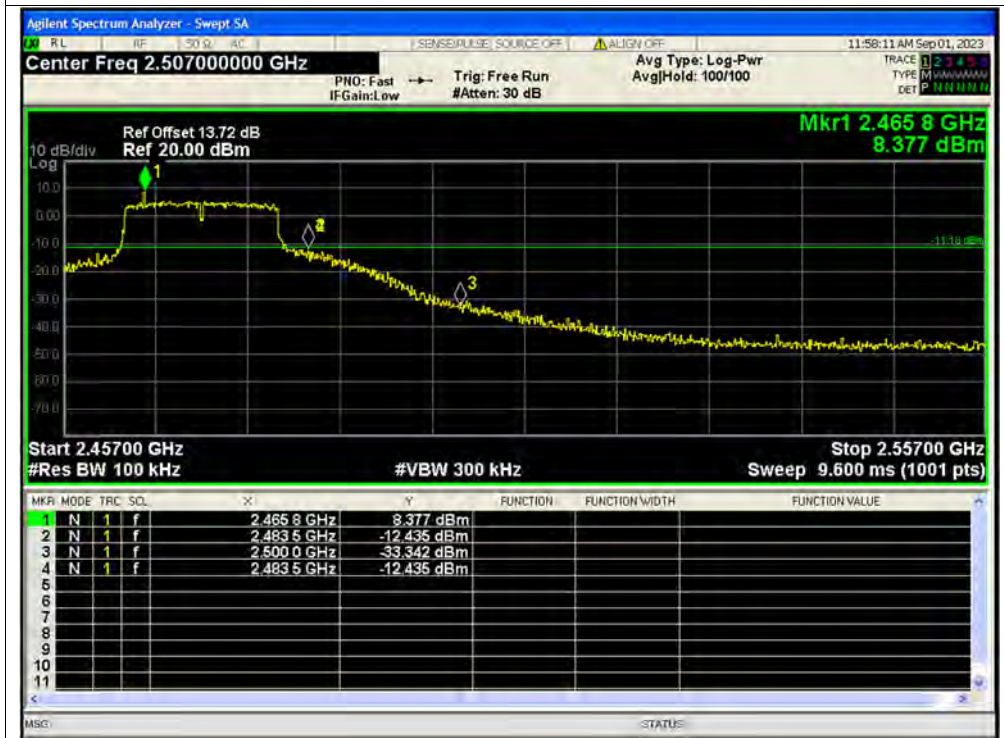 Agilent Spectrum Analyzer - Swept SA
RL RF 50 Ω AC SENSE:PULSE SOURCE OFF ALIGN OFF 11:58:11 AM Sep 01, 2023
Center Freq 2.507000000 GHz
PNO: Fast
IFGain:Low
Trig: Free Run
#Atten: 30 dB
Avg Type: Log-Pwr
Avg|Hold: 100/100
TRACE 1 2 3 4 5 6
TYPE M
DET P N N N N N
Mkr1 2.465 8 GHz
8.377 dBm
Ref Offset 13.72 dB
10 dB/div Ref 20.00 dBm
Log
1
10.0
0.00
2
-10.0
-11.18 dBm
-20.0
3
-30.0
-40.0
-50.0
-60.0
-70.0
Start 2.45700 GHz Stop 2.55700 GHz
#Res BW 100 kHz #VBW 300 kHz Sweep 9.600 ms (1001 pts)
MKR MODE TRC SCL X Y FUNCTION FUNCTION WIDTH FUNCTION VALUE
1 N 1 f 2.465 8 GHz 8.377 dBm
2 N 1 f 2.483 5 GHz -12.435 dBm
3 N 1 f 2.500 0 GHz -33.342 dBm
4 N 1 f 2.483 5 GHz -12.435 dBm
5
6
7
8
9
10
11
MSG STATUS